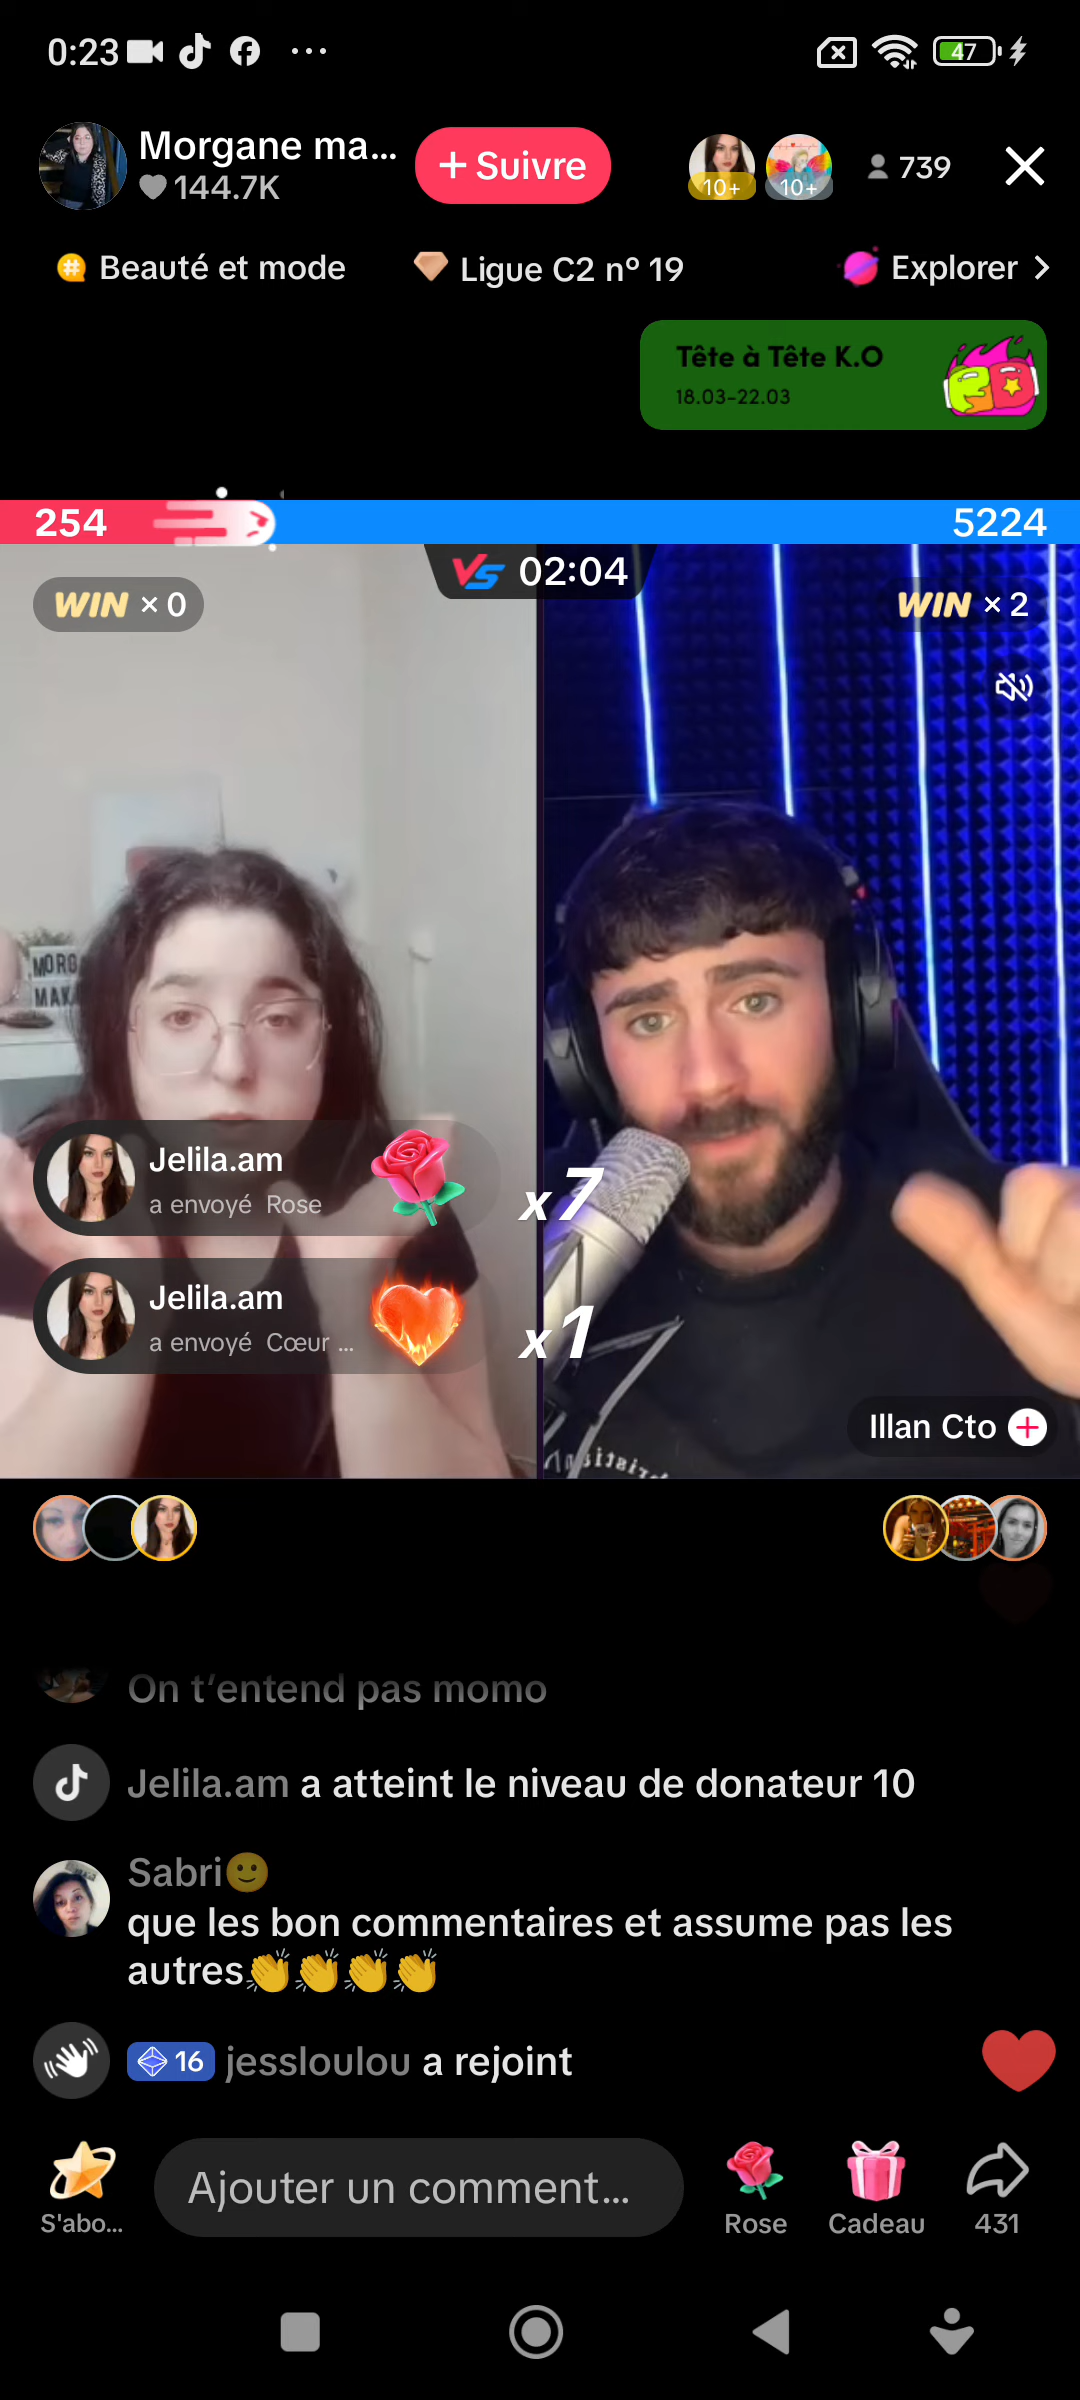 0:23
47
Morgane ma...
144.7K
+ Suivre
10+
10+
739
Beauté et mode
Ligue C2 nº 19
Explorer
Tête à Tête K.O
18.03-22.03
254
5224
VS 02:04
WIN × 0
WIN × 2
MORG
MAK
Jelila.am
a envoyé Rose
x7
Jelila.am
a envoyé Cœur ...
x1
Illan Cto
On t'entend pas momo
Jelila.am a atteint le niveau de donateur 10
Sabri🙂
que les bon commentaires et assume pas les
autres👏👏👏👏
16 jessloulou a rejoint
S'abo...
Ajouter un comment...
Rose
Cadeau
431